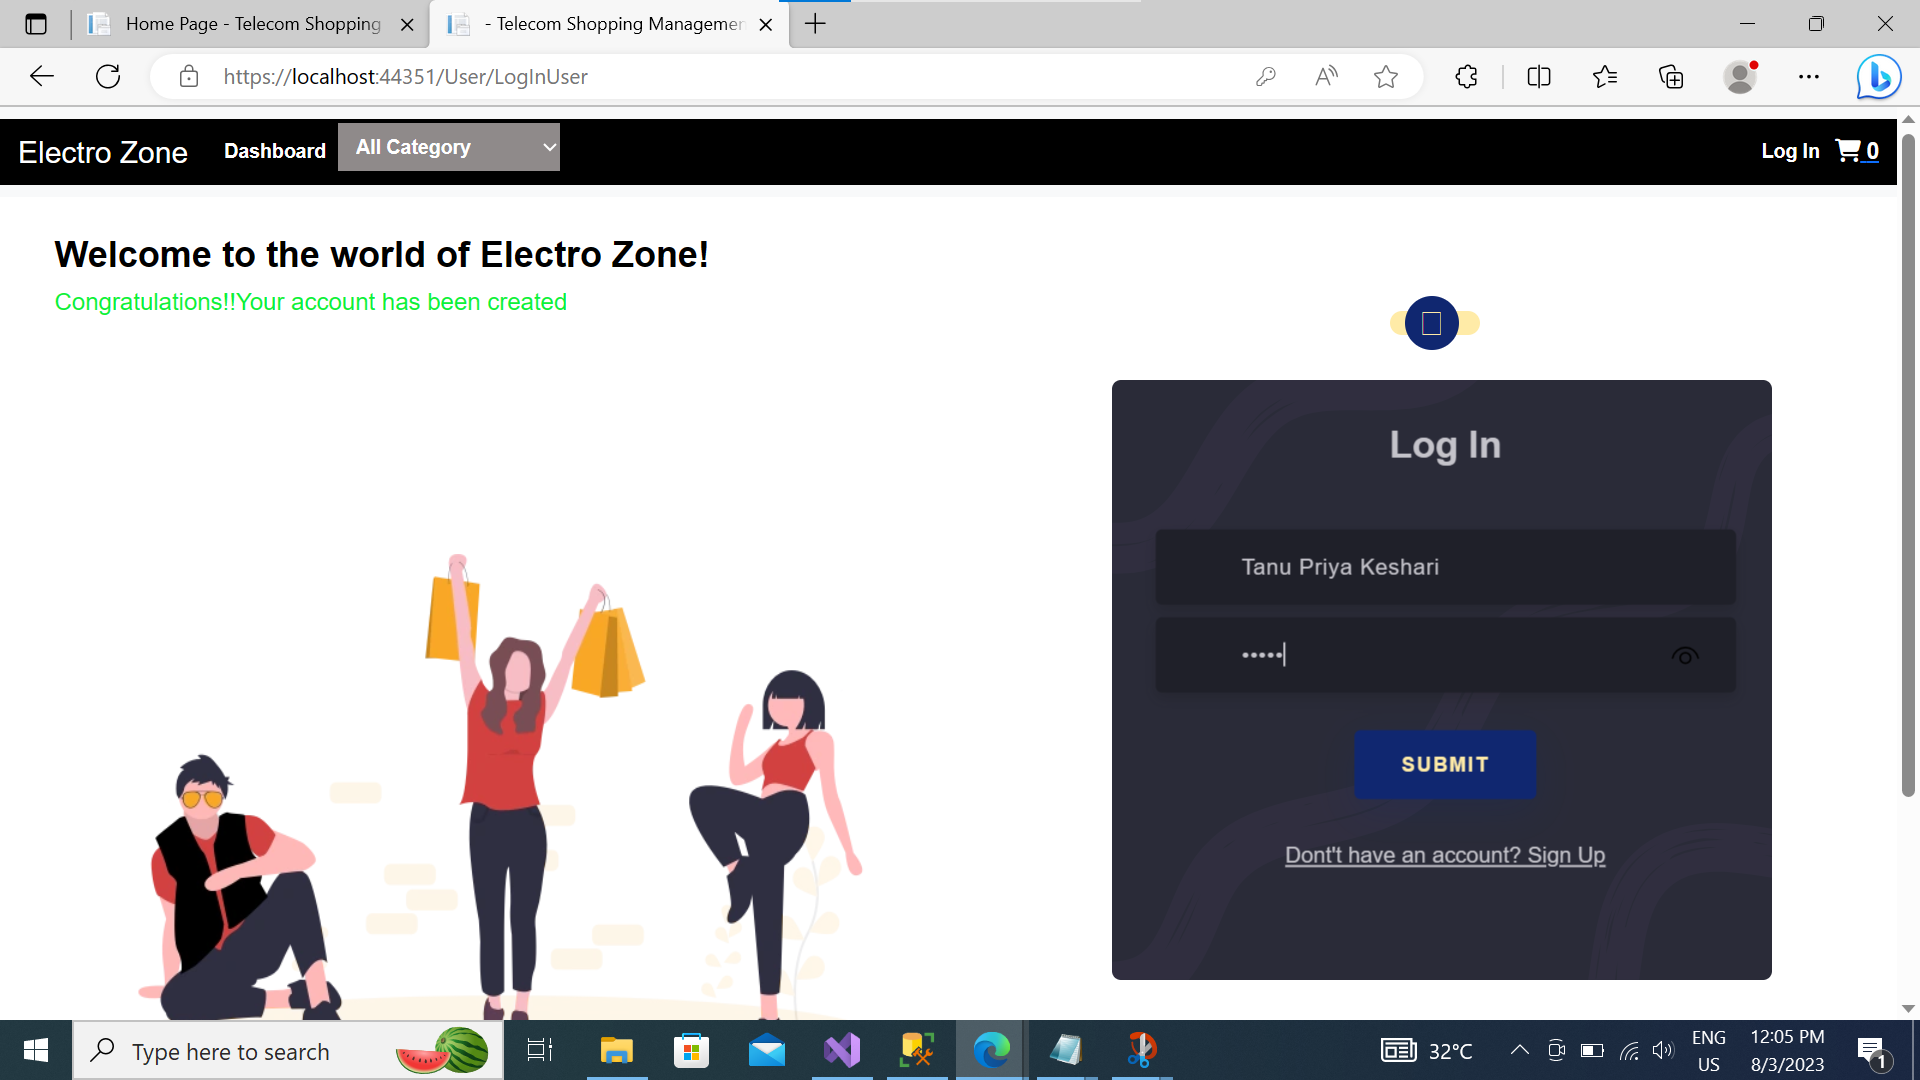 Home Page - Telecom Shopping
- Telecom Shopping Managemen
https://localhost:44351/User/LogInUser
Electro Zone
Dashboard
All Category
Log In
0
Welcome to the world of Electro Zone!
Congratulations!!Your account has been created
Log In
Tanu Priya Keshari
•••••
SUBMIT
Dont't have an account? Sign Up
Type here to search
32°C
ENG
US
12:05 PM
8/3/2023
1